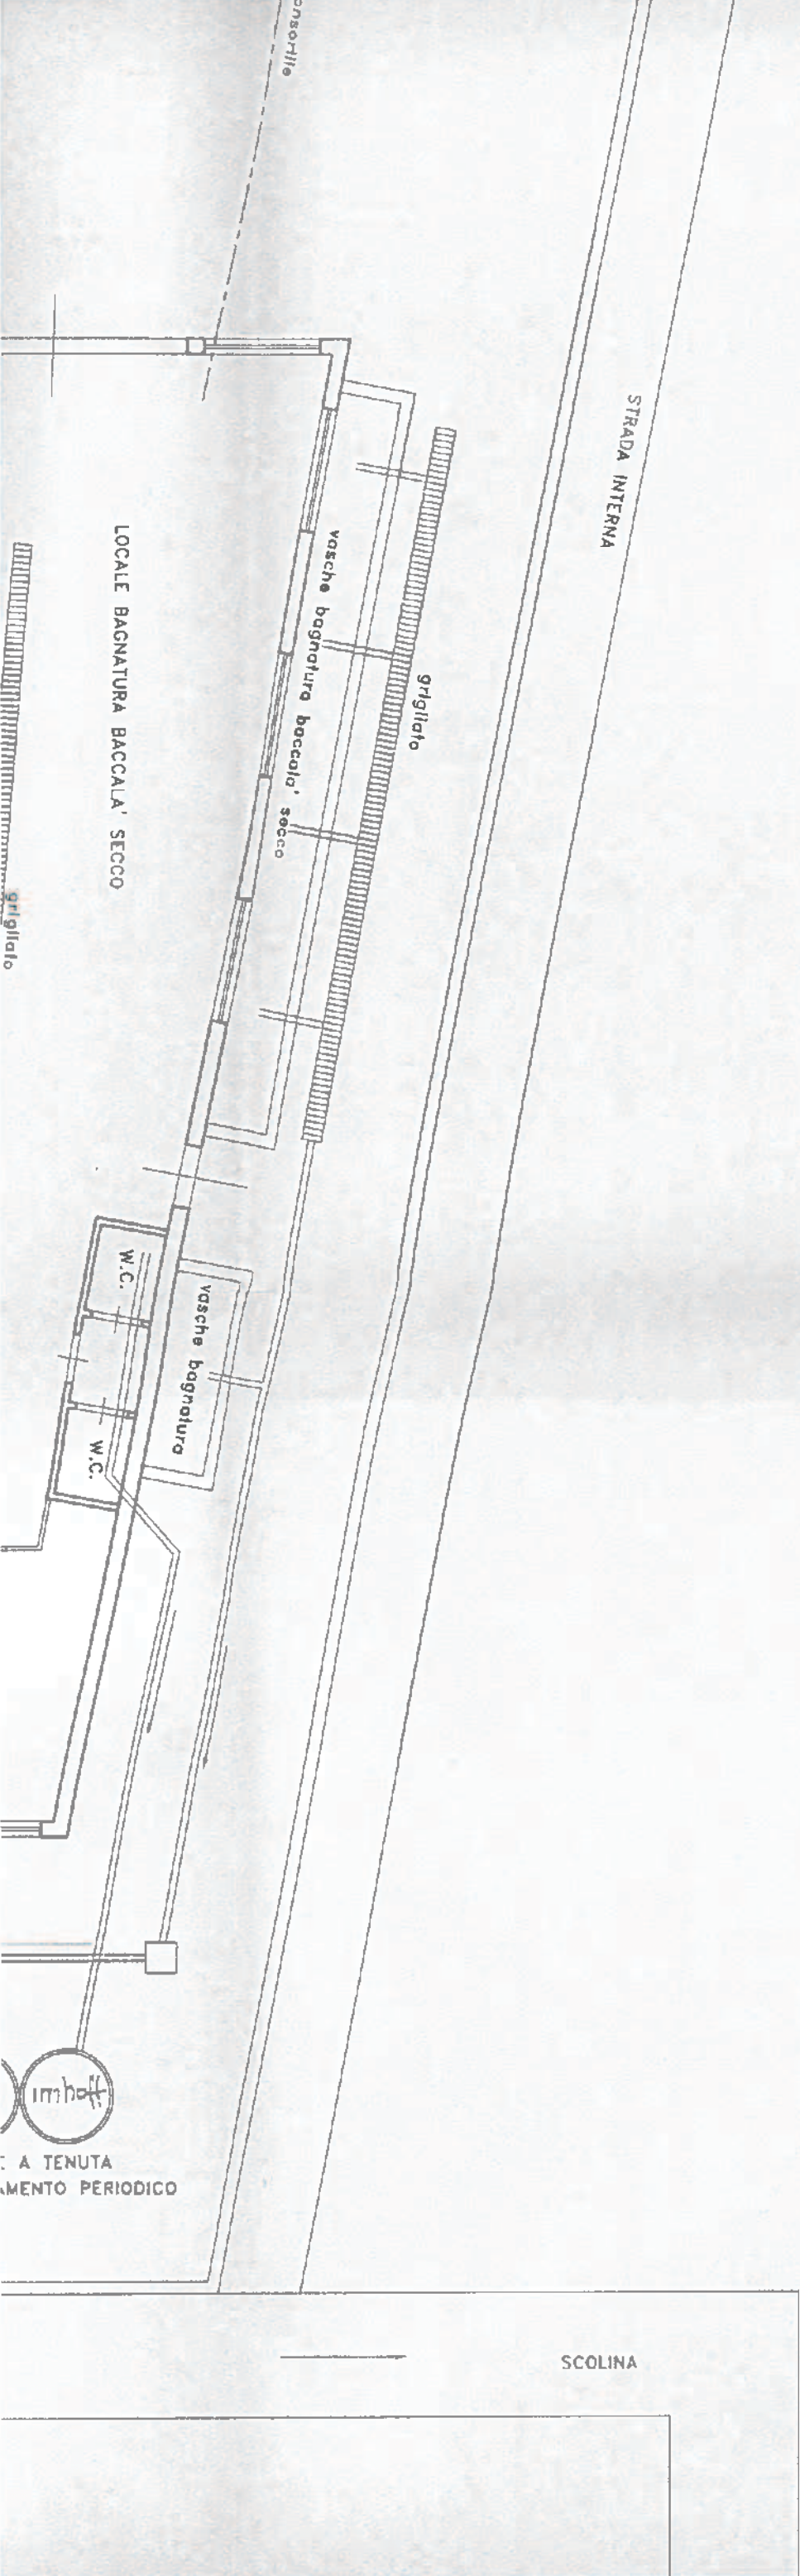 STRADA INTERNA
vasche bagnatura baccala' secco
LOCALE BAGNATURA BACCALA' SECCO
grigliato
grigliato
W.C.
vasche bagnatura
W.C.
imhoff
A TENUTA
AMENTO PERIODICO
SCOLINA